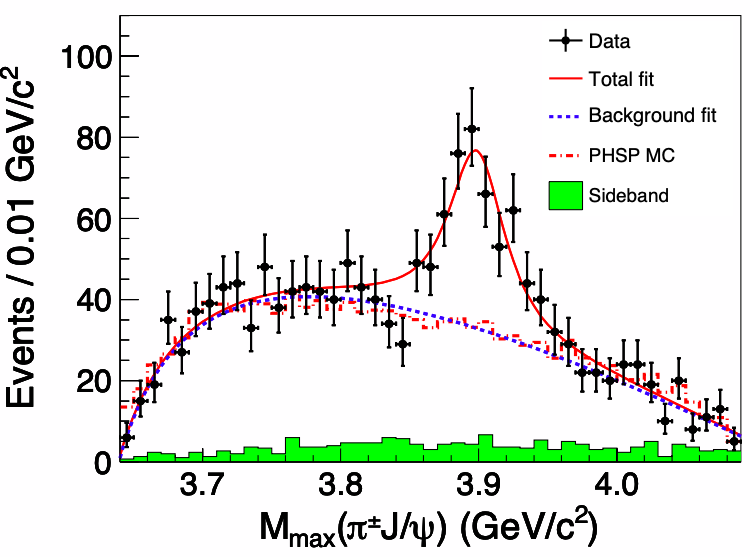 Events / 0.01 GeV/c²
100
80
60
40
20
0
Data
Total fit
Background fit
PHSP MC
Sideband
3.7 3.8 3.9 4.0
M_max(π±J/ψ) (GeV/c²)